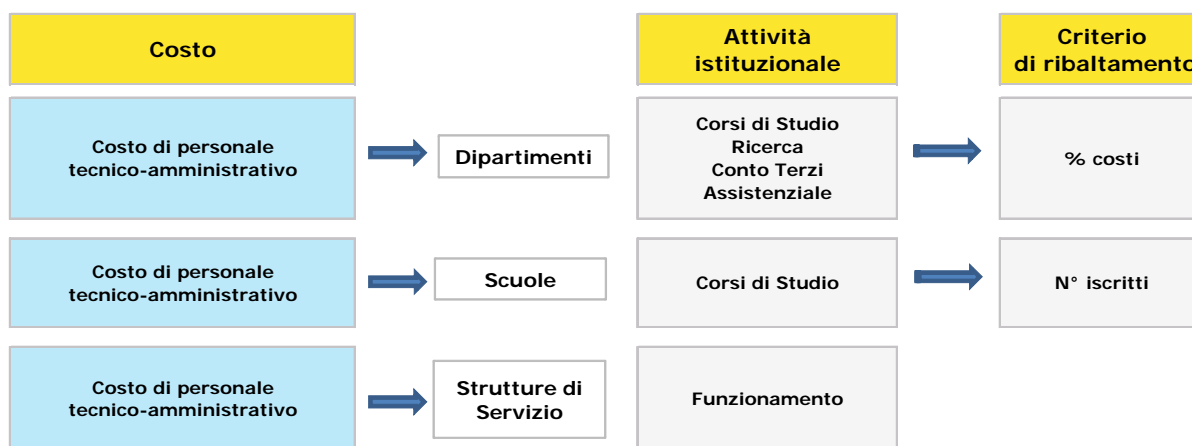 Costo
Attività
istituzionale
Criterio
di ribaltamento
Costo di personale
tecnico-amministrativo
Dipartimenti
Corsi di Studio
Ricerca
Conto Terzi
Assistenziale
% costi
Costo di personale
tecnico-amministrativo
Scuole
Corsi di Studio
N° iscritti
Costo di personale
tecnico-amministrativo
Strutture di
Servizio
Funzionamento